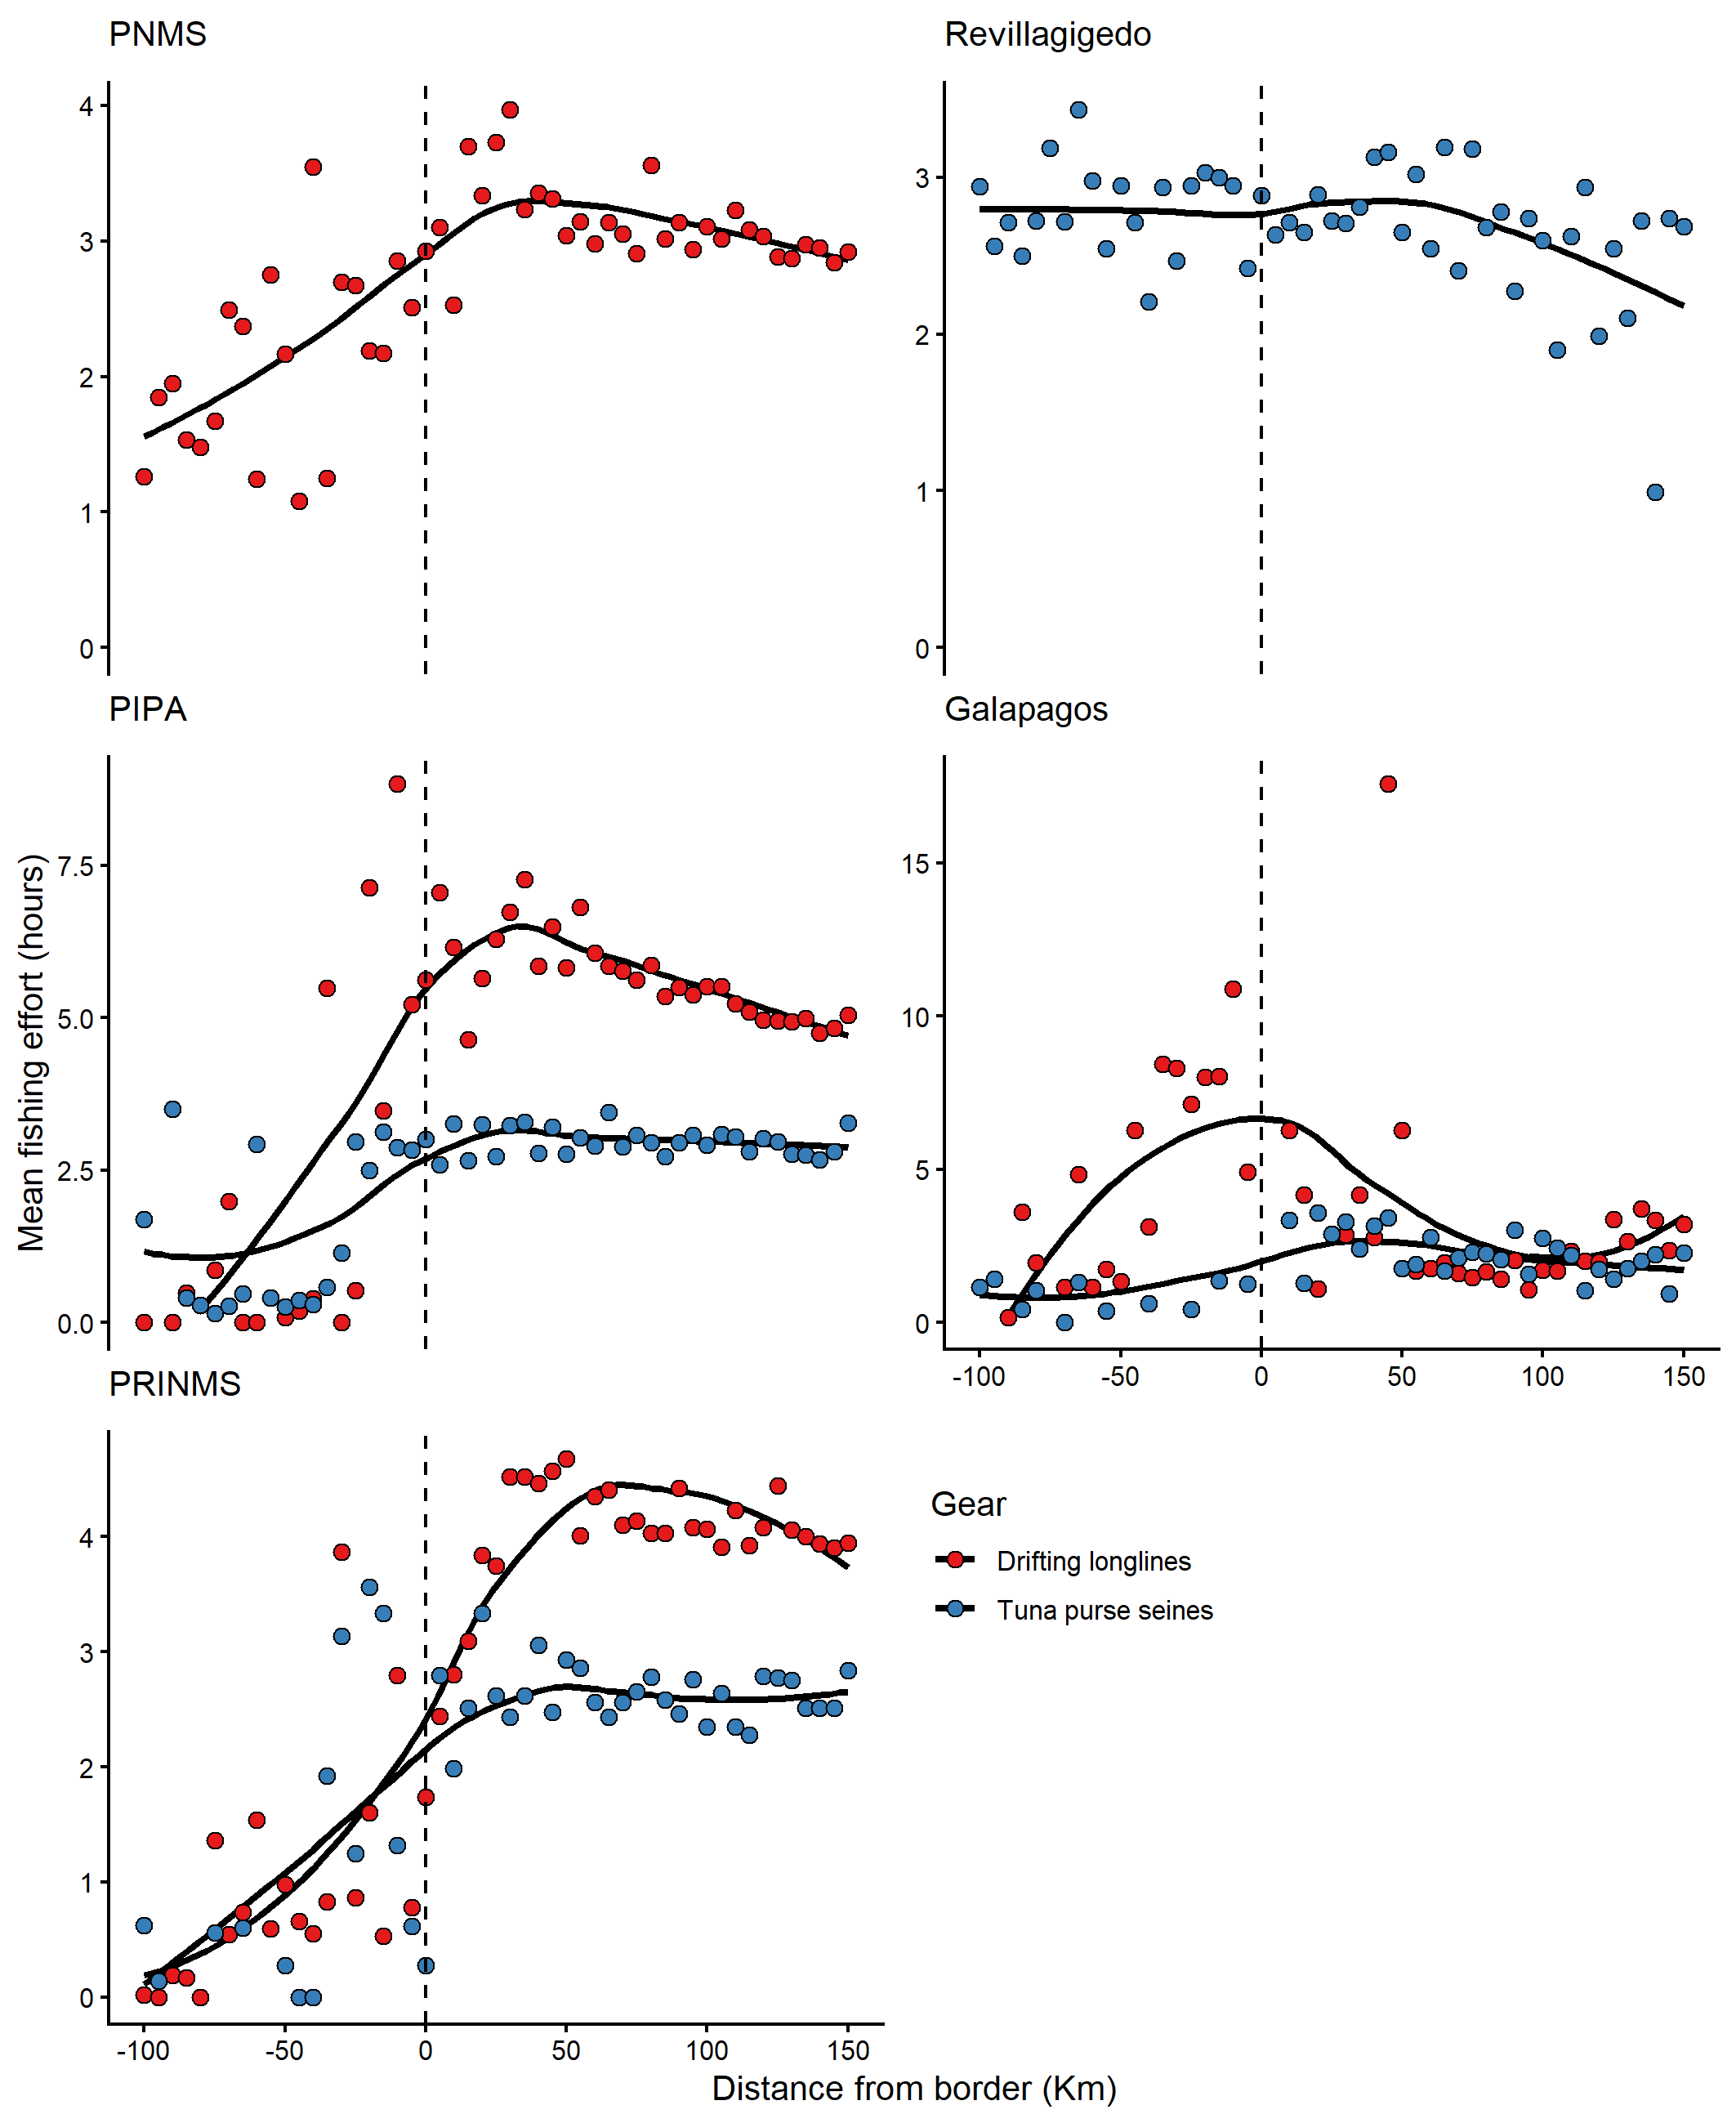 PNMS
4
3
2
1
0
Revillagigedo
3
2
1
0
Mean fishing effort (hours)
PIPA
7.5
5.0
2.5
0.0
Galapagos
15
10
5
0
-100 -50 0 50 100 150
PRINMS
4
3
2
1
0
-100 -50 0 50 100 150
Gear
Drifting longlines
Tuna purse seines
Distance from border (Km)